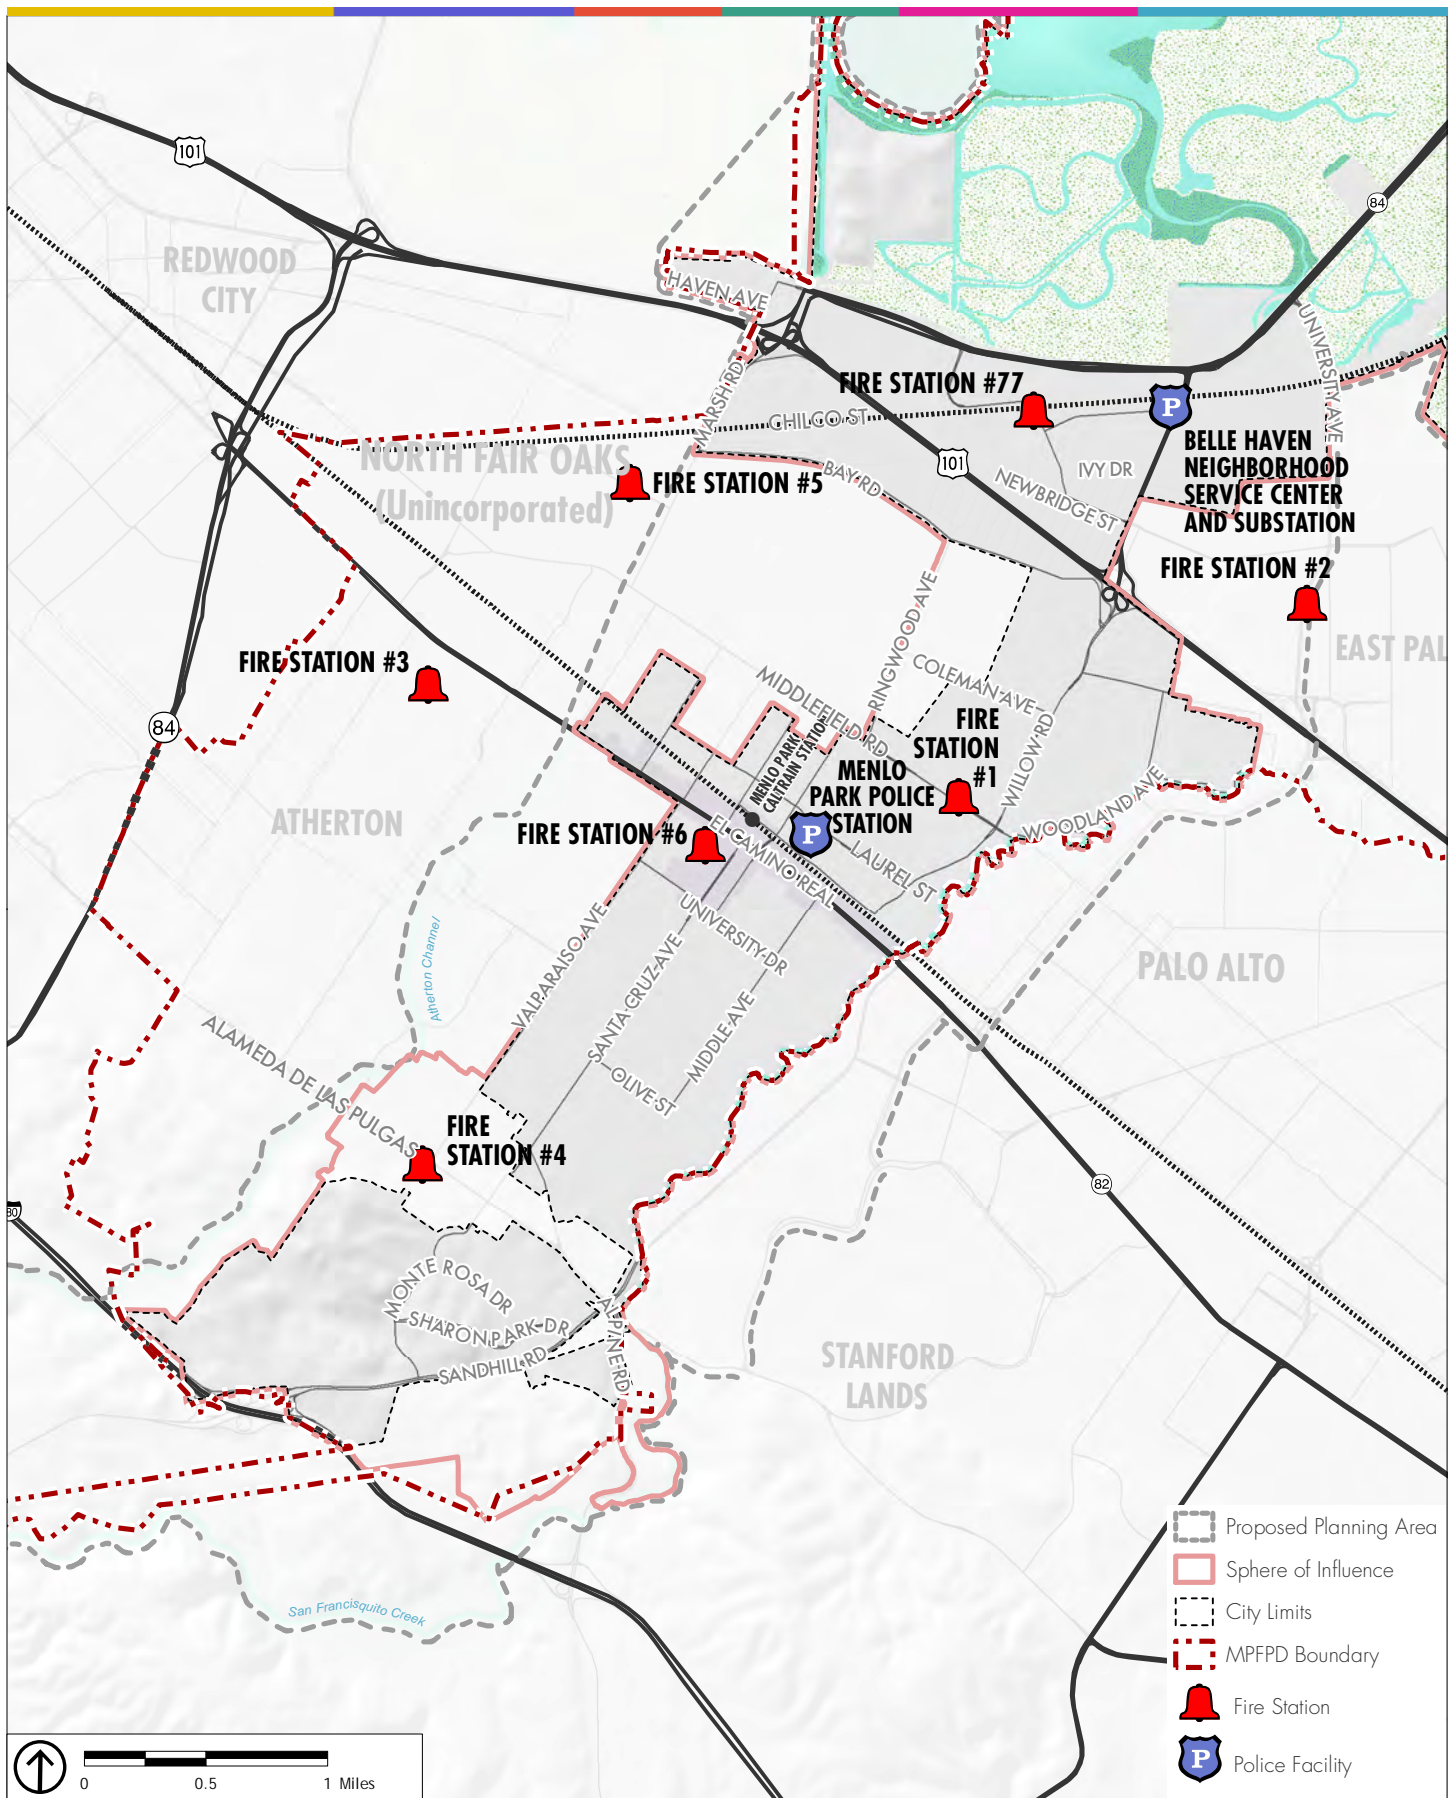 101
84
REDWOOD
CITY
HAVEN AVE
UNIVERSITY AVE
MARSH RD
FIRE STATION #77
P
CHILCO ST
BELLE HAVEN
NEIGHBORHOOD
SERVICE CENTER
AND SUBSTATION
NORTH FAIR OAKS
(Unincorporated)
FIRE STATION #5
BAY RD
101
IVY DR
NEWBRIDGE ST
FIRE STATION #2
EAST PAL
FIRE STATION #3
RINGWOOD AVE
COLEMAN AVE
MIDDLEFIELD RD
84
MENLO PARK
CALTRAIN STATION
FIRE
STATION
#1
WILLOW RD
MENLO
PARK POLICE
STATION
P
WOODLAND AVE
ATHERTON
FIRE STATION #6
EL CAMINO REAL
LAUREL ST
UNIVERSITY DR
VALPARAISO AVE
SANTA CRUZ AVE
MIDDLE AVE
OLIVE ST
PALO ALTO
Atherton Channel
ALAMEDA DE LAS PULGAS
FIRE
STATION #4
82
80
MONTE ROSA DR
SHARON PARK DR
SANDHILL RD
ALPINE RD
STANFORD
LANDS
San Francisquito Creek
Proposed Planning Area
Sphere of Influence
City Limits
MPFPD Boundary
Fire Station
P
Police Facility
0 0.5 1 Miles